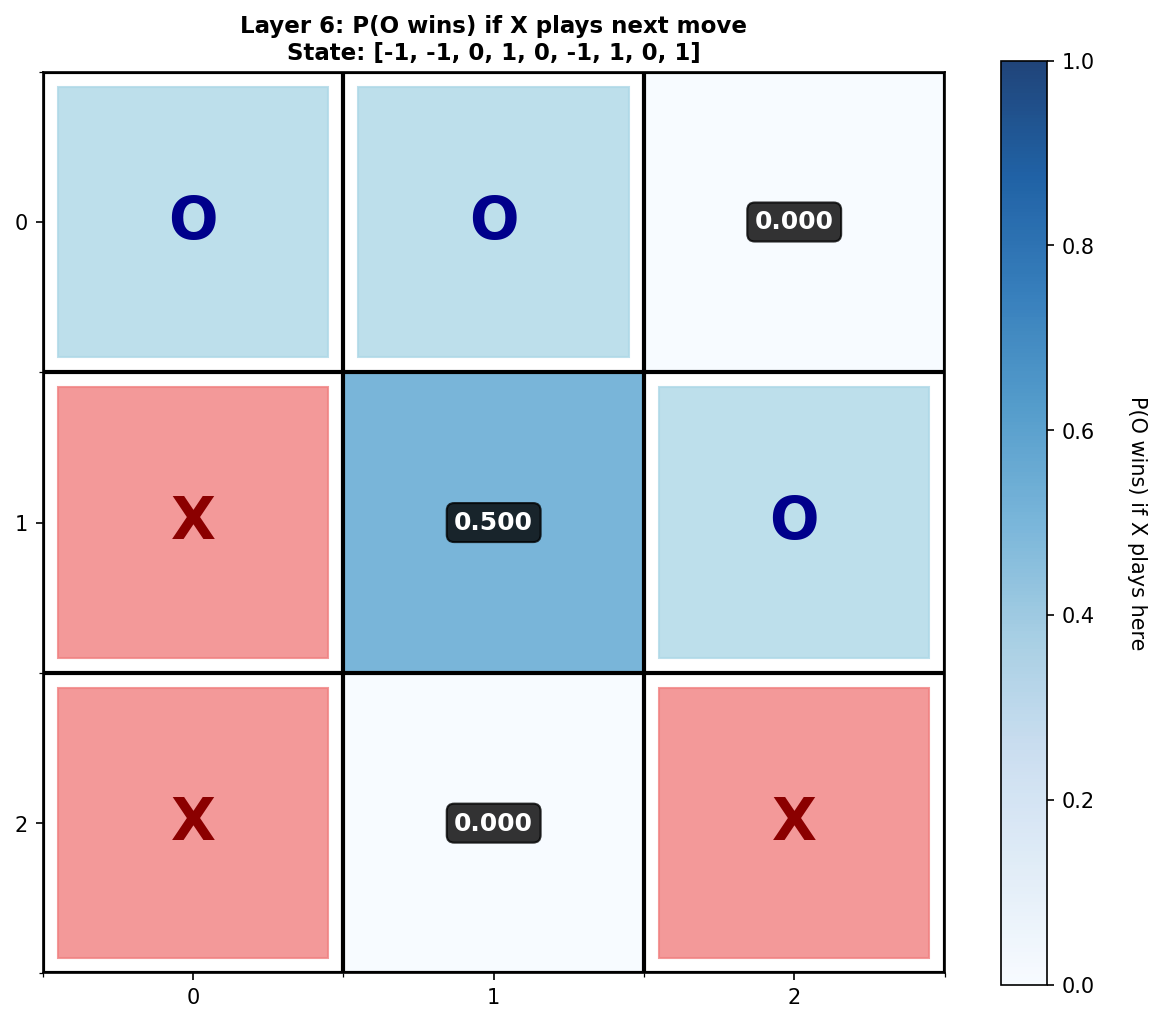 Layer 6: P(O wins) if X plays next move
State: [-1, -1, 0, 1, 0, -1, 1, 0, 1]
0
O
O
0.000
1
X
0.500
O
2
X
0.000
X
0
1
2
1.0
0.8
0.6
0.4
0.2
0.0
P(O wins) if X plays here